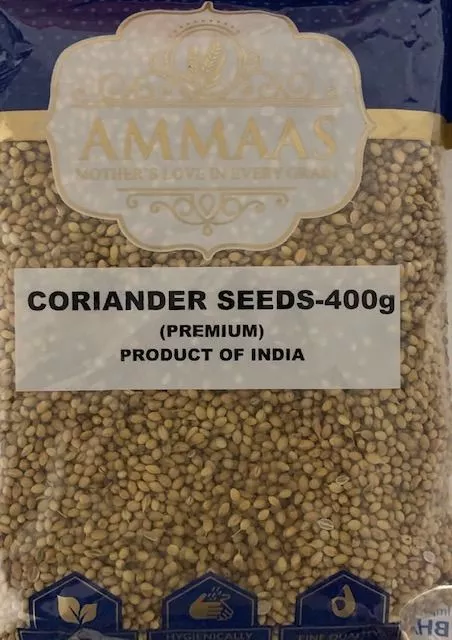 AMMAAS
MOTHER'S LOVE IN EVERY GRAIN
CORIANDER SEEDS-400g
(PREMIUM)
PRODUCT OF INDIA
HYGIENICALLY